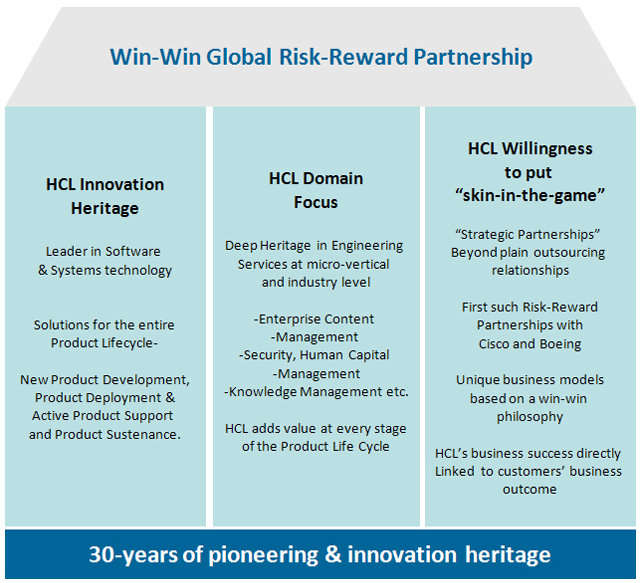 Win-Win Global Risk-Reward Partnership
HCL Innovation
Heritage
Leader in Software
& Systems technology
Solutions for the entire
Product Lifecycle-
New Product Development,
Product Deployment &
Active Product Support
and Product Sustenance.
HCL Domain
Focus
Deep Heritage in Engineering
Services at micro-vertical
and industry level
-Enterprise Content
-Management
-Security, Human Capital
-Management
-Knowledge Management etc.
HCL adds value at every stage
of the Product Life Cycle
HCL Willingness
to put
“skin-in-the-game”
“Strategic Partnerships”
Beyond plain outsourcing
relationships
First such Risk-Reward
Partnerships with
Cisco and Boeing
Unique business models
based on a win-win
philosophy
HCL’s business success directly
Linked to customers’ business
outcome
30-years of pioneering & innovation heritage